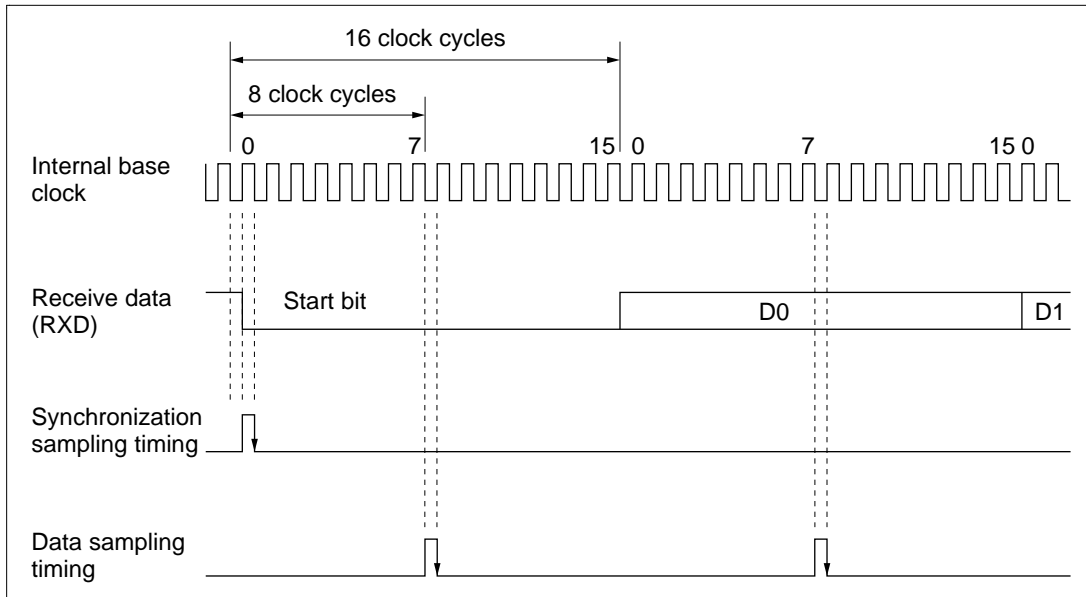 16 clock cycles
8 clock cycles
0 7 15 0 7 15 0
Internal base
clock
Receive data
(RXD)
Start bit
D0
D1
Synchronization
sampling timing
Data sampling
timing